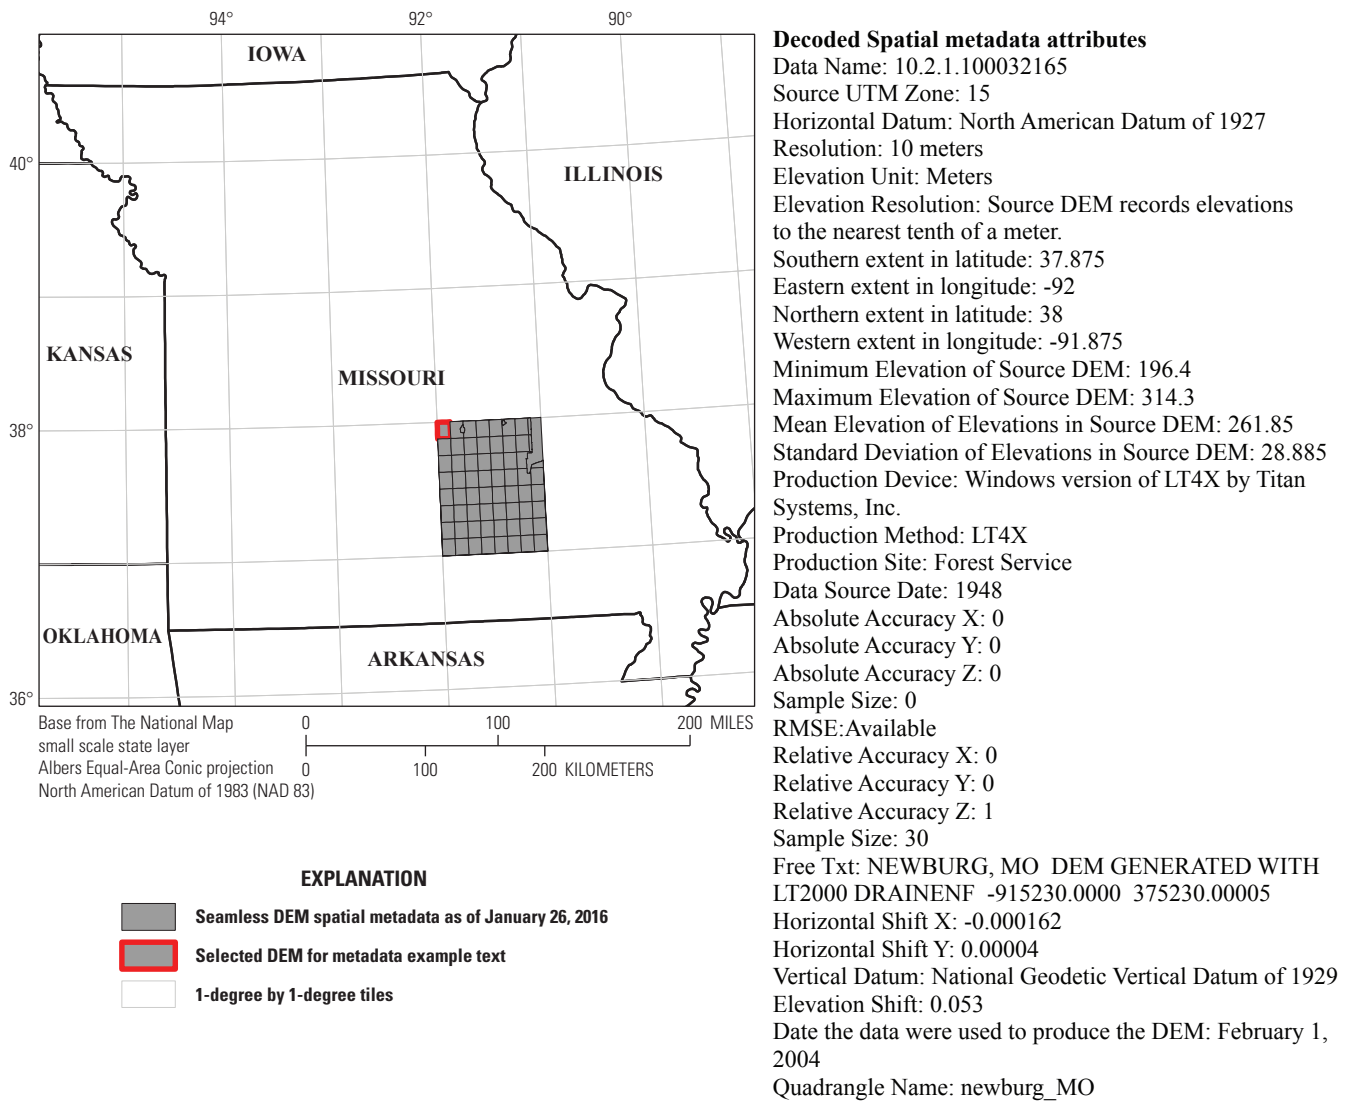 94°
92°
90°
IOWA
40°
ILLINOIS
KANSAS
MISSOURI
38°
OKLAHOMA
ARKANSAS
36°
Base from The National Map
small scale state layer
Albers Equal-Area Conic projection
North American Datum of 1983 (NAD 83)
0 100 200 MILES
0 100 200 KILOMETERS
EXPLANATION
Seamless DEM spatial metadata as of January 26, 2016
Selected DEM for metadata example text
1-degree by 1-degree tiles
Decoded Spatial metadata attributes
Data Name: 10.2.1.100032165
Source UTM Zone: 15
Horizontal Datum: North American Datum of 1927
Resolution: 10 meters
Elevation Unit: Meters
Elevation Resolution: Source DEM records elevations
to the nearest tenth of a meter.
Southern extent in latitude: 37.875
Eastern extent in longitude: -92
Northern extent in latitude: 38
Western extent in longitude: -91.875
Minimum Elevation of Source DEM: 196.4
Maximum Elevation of Source DEM: 314.3
Mean Elevation of Elevations in Source DEM: 261.85
Standard Deviation of Elevations in Source DEM: 28.885
Production Device: Windows version of LT4X by Titan
Systems, Inc.
Production Method: LT4X
Production Site: Forest Service
Data Source Date: 1948
Absolute Accuracy X: 0
Absolute Accuracy Y: 0
Absolute Accuracy Z: 0
Sample Size: 0
RMSE:Available
Relative Accuracy X: 0
Relative Accuracy Y: 0
Relative Accuracy Z: 1
Sample Size: 30
Free Txt: NEWBURG, MO  DEM GENERATED WITH
LT2000 DRAINENF  -915230.0000  375230.00005
Horizontal Shift X: -0.000162
Horizontal Shift Y: 0.00004
Vertical Datum: National Geodetic Vertical Datum of 1929
Elevation Shift: 0.053
Date the data were used to produce the DEM: February 1,
2004
Quadrangle Name: newburg_MO